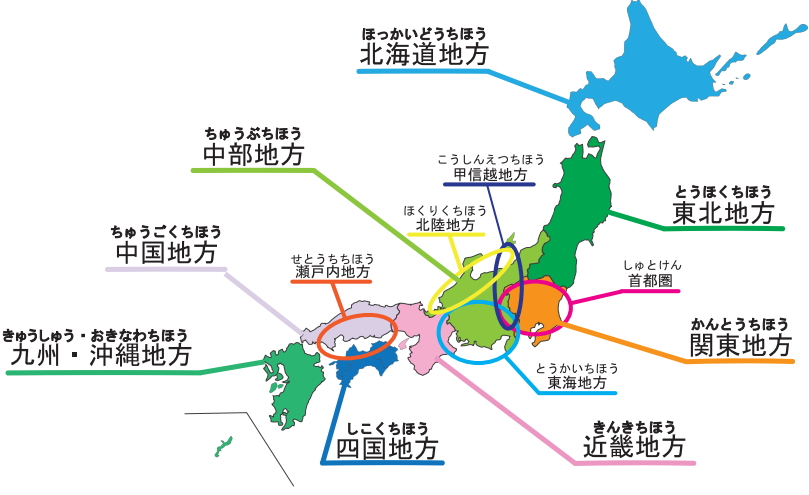 ほっかいどうちほう
北海道地方
ちゅうぶちほう
中部地方
こうしんえつちほう
甲信越地方
とうほくちほう
東北地方
ほくりくちほう
北陸地方
ちゅうごくちほう
中国地方
せとうちちほう
瀬戸内地方
しゅとけん
首都圏
きゅうしゅう・おきなわちほう
九州・沖縄地方
かんとうちほう
関東地方
とうかいちほう
東海地方
しこくちほう
四国地方
きんきちほう
近畿地方